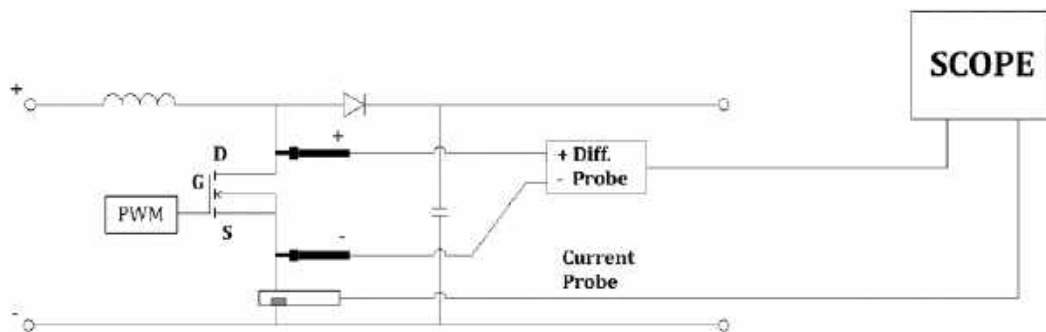 SCOPE
+
+
D
+ Diff.
- Probe
G
PWM
S
-
Current
Probe
-